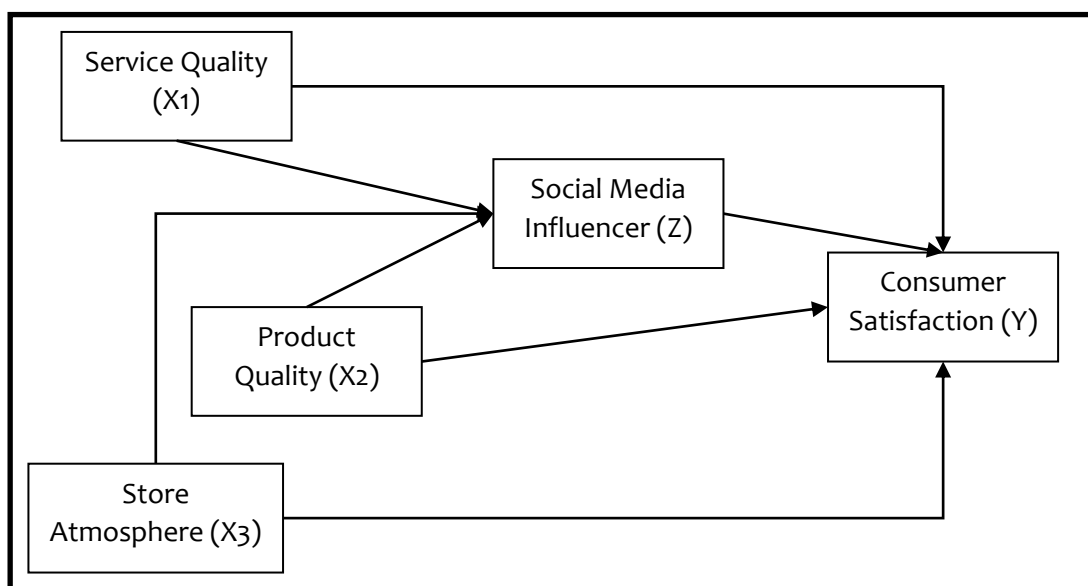 Service Quality
(X1)
Social Media
Influencer (Z)
Consumer
Satisfaction (Y)
Product
Quality (X2)
Store
Atmosphere (X3)